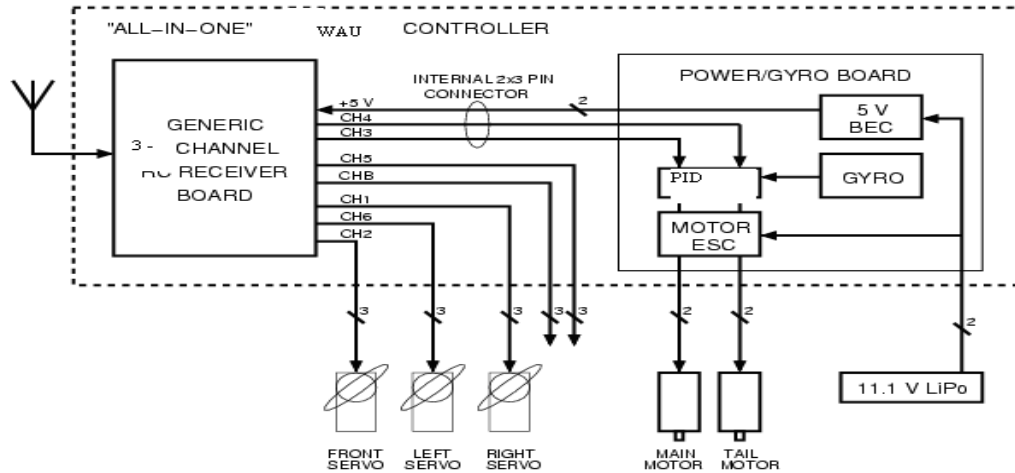 "ALL-IN-ONE" WAU CONTROLLER
INTERNAL 2x3 PIN
CONNECTOR
POWER/GYRO BOARD
GENERIC
3 - CHANNEL
RECEIVER
BOARD
+5 V
CH4
CH3
CH5
CH8
CH1
CH6
CH2
2
5 V
BEC
PID
GYRO
MOTOR
ESC
3
3
3
3
3
2
2
2
11.1 V LiPo
FRONT
SERVO
LEFT
SERVO
RIGHT
SERVO
MAIN
MOTOR
TAIL
MOTOR